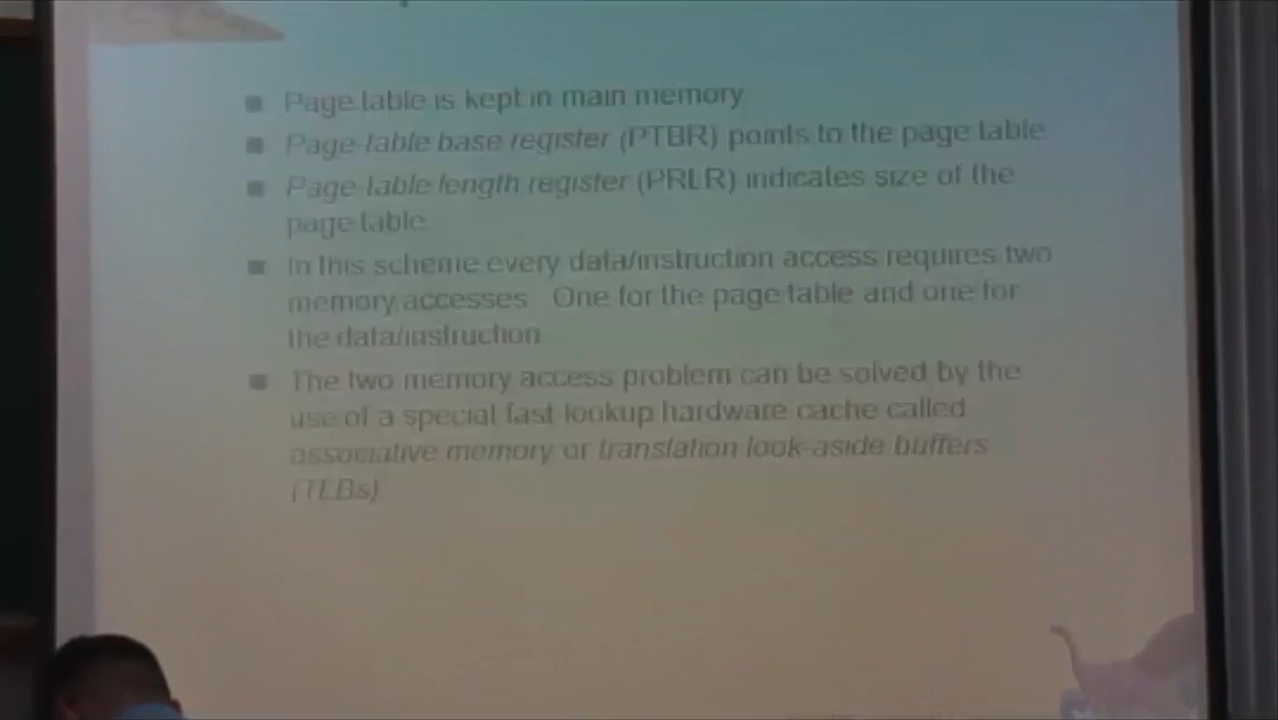 Page table is kept in main memory.
Page-table base register (PTBR) points to the page table.
Page-table length register (PRLR) indicates size of the
page table.
In this scheme every data/instruction access requires two
memory accesses. One for the page table and one for
the data/instruction.
The two memory access problem can be solved by the
use of a special fast-lookup hardware cache called
associative memory or translation look-aside buffers
(TLBs)